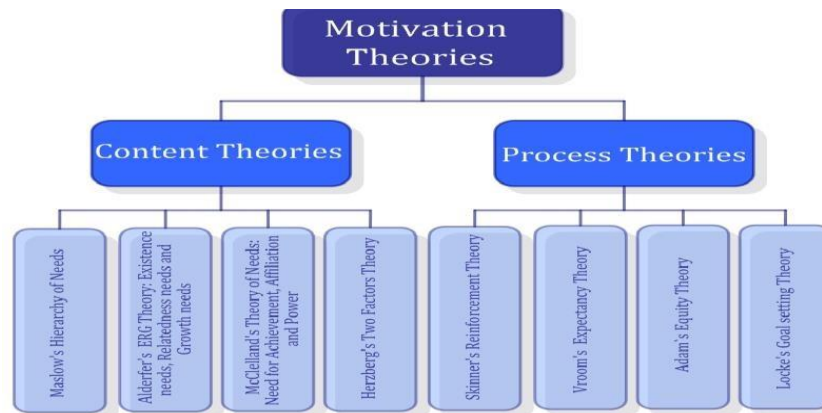 Motivation
Theories
Content Theories
Process Theories
Maslow's Hierarchy of Needs
Alderfer's ERG Theory: Existence
needs, Relatedness needs and
Growth needs
McClelland's Theory of Needs:
Need for Achievement, Affiliation
and Power
Herzberg's Two Factors Theory
Skinner's Reinforcement Theory
Vroom's Expectancy Theory
Adam's Equity Theory
Locke's Goal setting Theory